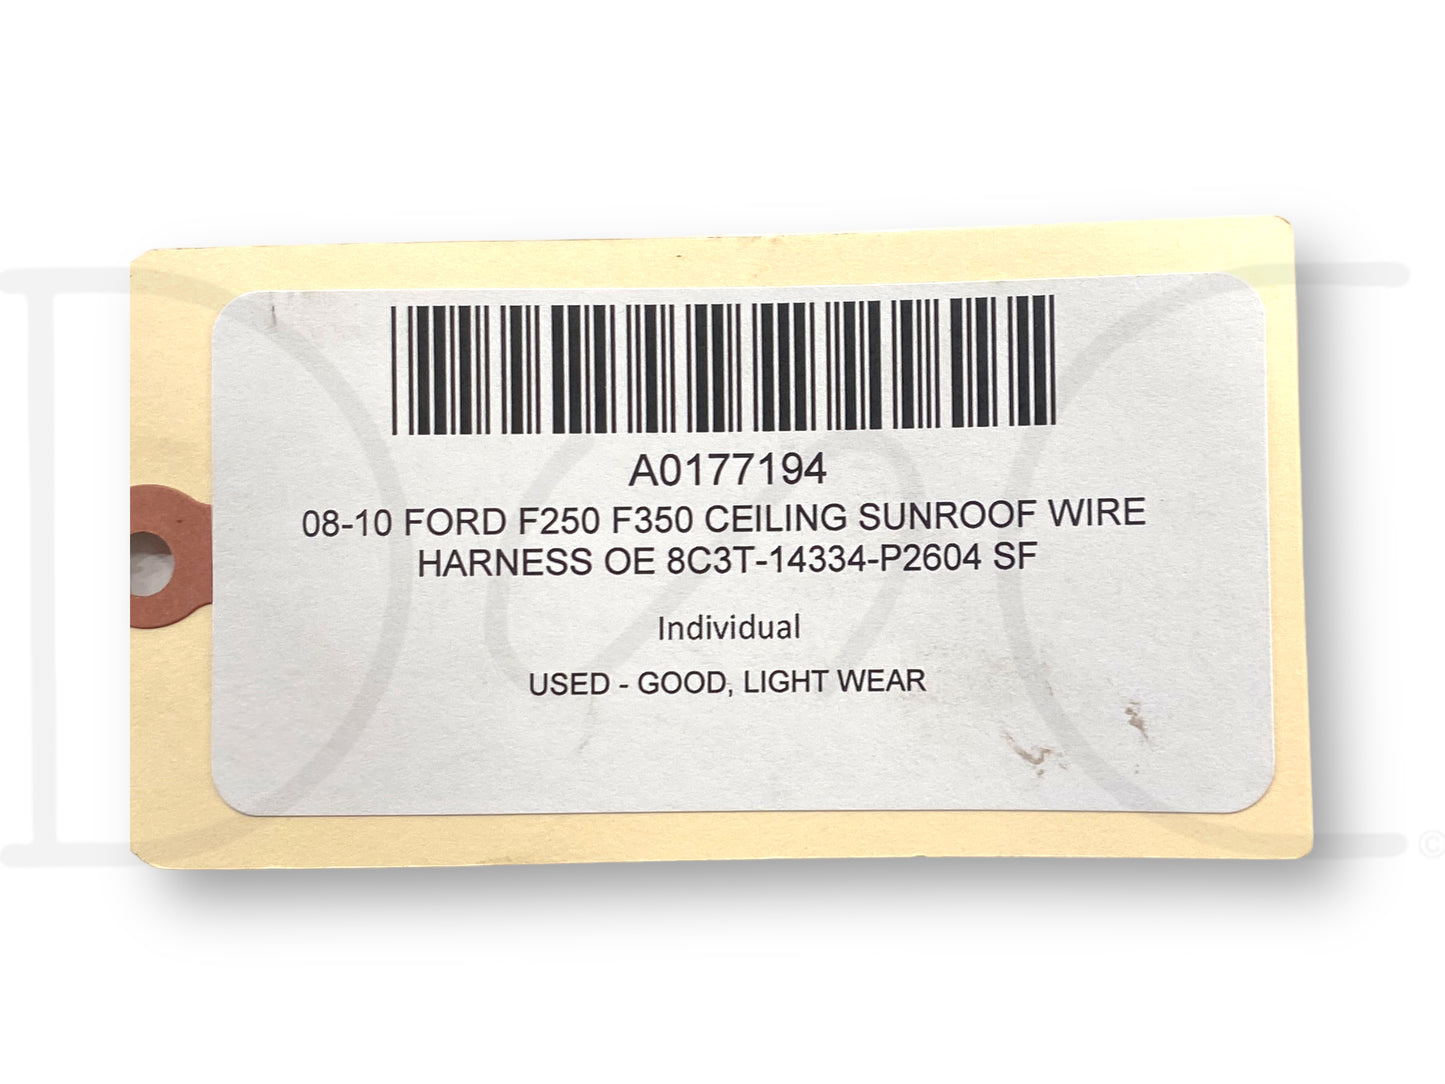 A0177194
08-10 FORD F250 F350 CEILING SUNROOF WIRE
HARNESS OE 8C3T-14334-P2604 SF
Individual
USED - GOOD, LIGHT WEAR
©